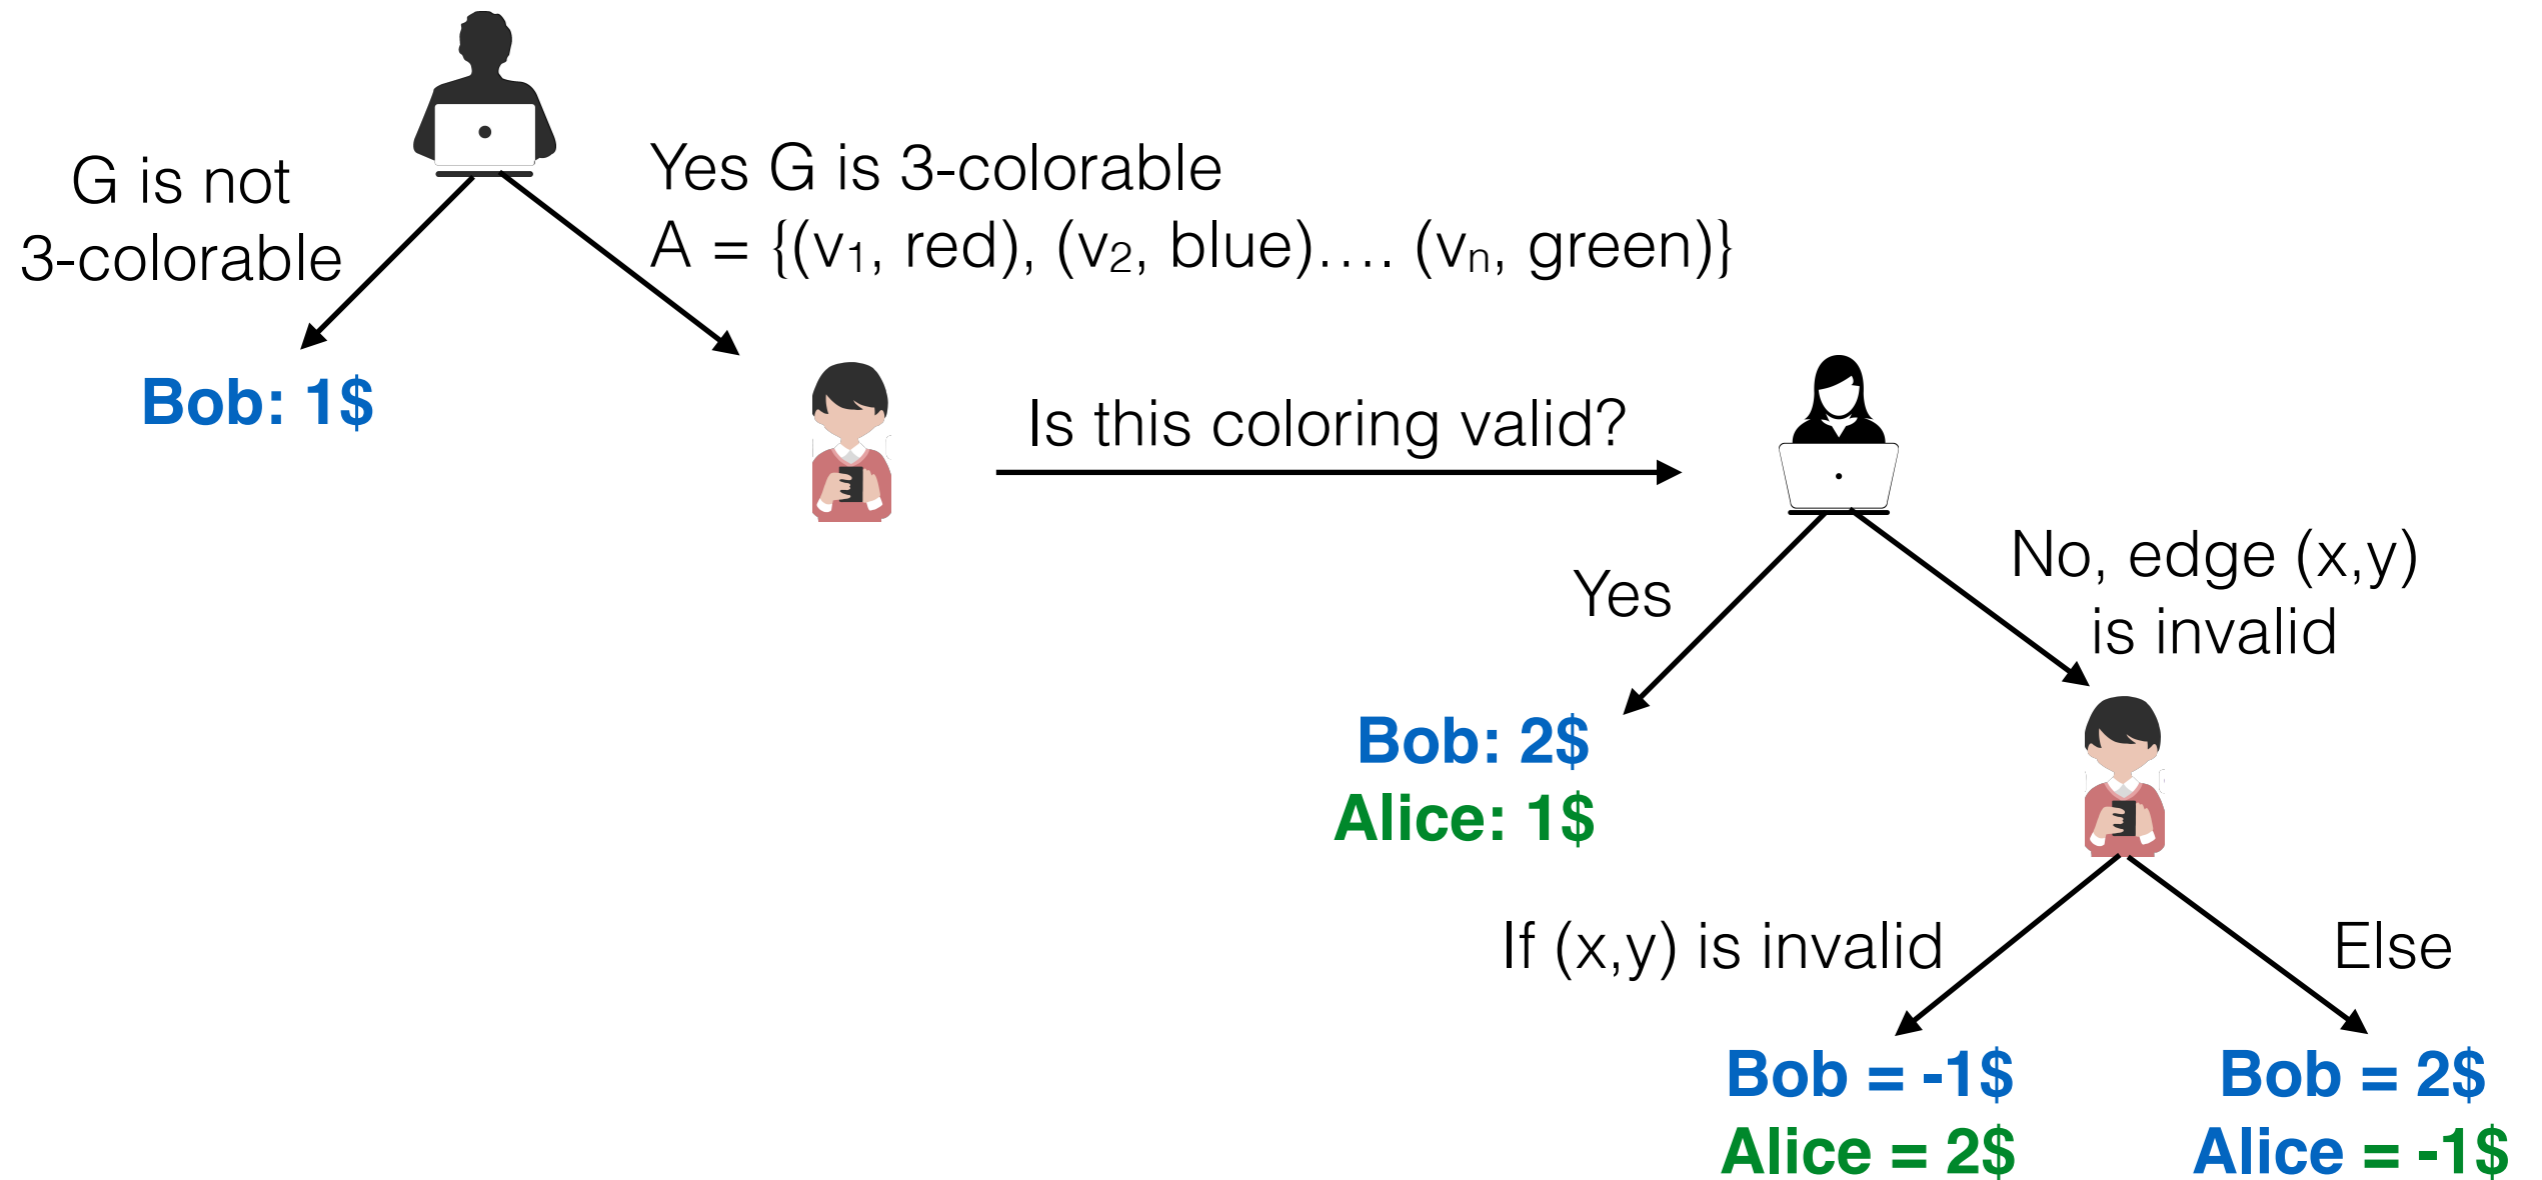 G is not
3-colorable
Yes G is 3-colorable
A = {(v₁, red), (v₂, blue)…. (vₙ, green)}
Bob: 1$
Is this coloring valid?
Yes
No, edge (x,y)
is invalid
Bob: 2$
Alice: 1$
If (x,y) is invalid
Else
Bob = -1$
Alice = 2$
Bob = 2$
Alice = -1$